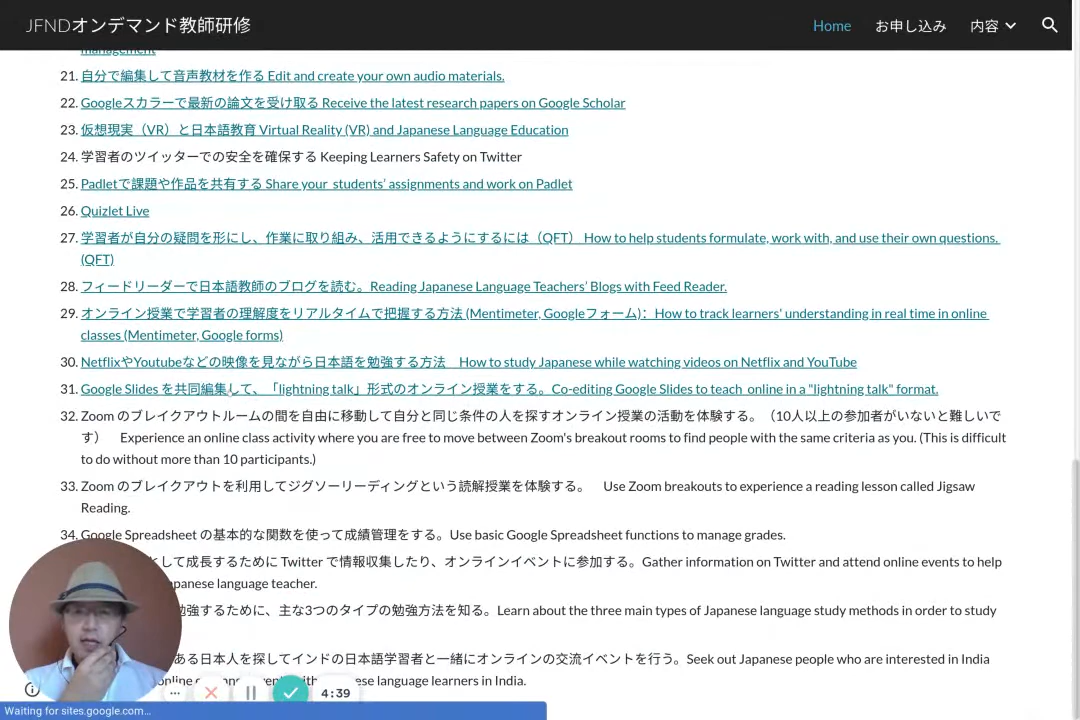 JFNDオンデマンド教師研修
Home お申し込み 内容
management
21. 自分で編集して音声教材を作る Edit and create your own audio materials.
22. Googleスカラーで最新の論文を受け取る Receive the latest research papers on Google Scholar
23. 仮想現実（VR）と日本語教育 Virtual Reality (VR) and Japanese Language Education
24. 学習者のツイッターでの安全を確保する Keeping Learners Safety on Twitter
25. Padletで課題や作品を共有する Share your students’ assignments and work on Padlet
26. Quizlet Live
27. 学習者が自分の疑問を形にし、作業に取り組み、活用できるようにするには（QFT） How to help students formulate, work with, and use their own questions.
(QFT)
28. フィードリーダーで日本語教師のブログを読む。Reading Japanese Language Teachers’ Blogs with Feed Reader.
29. オンライン授業で学習者の理解度をリアルタイムで把握する方法 (Mentimeter, Googleフォーム)： How to track learners' understanding in real time in online
classes (Mentimeter, Google forms)
30. NetflixやYoutubeなどの映像を見ながら日本語を勉強する方法　How to study Japanese while watching videos on Netflix and YouTube
31. Google Slides を共同編集して、「lightning talk」形式のオンライン授業をする。Co-editing Google Slides to teach online in a "lightning talk" format.
32. Zoom のブレイクアウトルームの間を自由に移動して自分と同じ条件の人を探すオンライン授業の活動を体験する。（10人以上の参加者がいないと難しいで
す）　Experience an online class activity where you are free to move between Zoom's breakout rooms to find people with the same criteria as you. (This is difficult
to do without more than 10 participants.)
33. Zoom のブレイクアウトを利用してジグソーリーディングという読解授業を体験する。　Use Zoom breakouts to experience a reading lesson called Jigsaw
Reading.
34. Google Spreadsheet の基本的な関数を使って成績管理をする。Use basic Google Spreadsheet functions to manage grades.
として成長するために Twitter で情報収集したり、オンラインイベントに参加する。Gather information on Twitter and attend online events to help
Japanese language teacher.
勉強するために、主な3つのタイプの勉強方法を知る。Learn about the three main types of Japanese language study methods in order to study
ある日本人を探してインドの日本語学習者と一緒にオンラインの交流イベントを行う。Seek out Japanese people who are interested in India
language learners in India.
4:39
Waiting for sites.google.com...